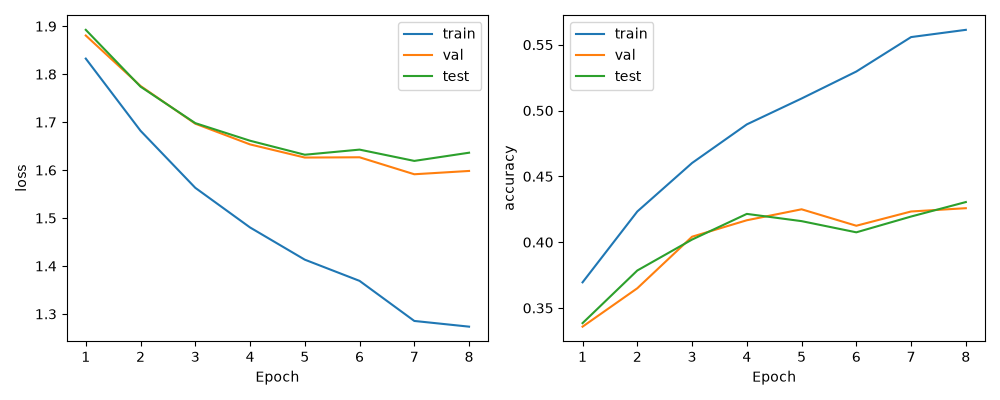 1.9
1.8
1.7
1.6
1.5
1.4
1.3
loss
1 2 3 4 5 6 7 8
Epoch
train
val
test
0.55
0.50
0.45
0.40
0.35
accuracy
1 2 3 4 5 6 7 8
Epoch
train
val
test